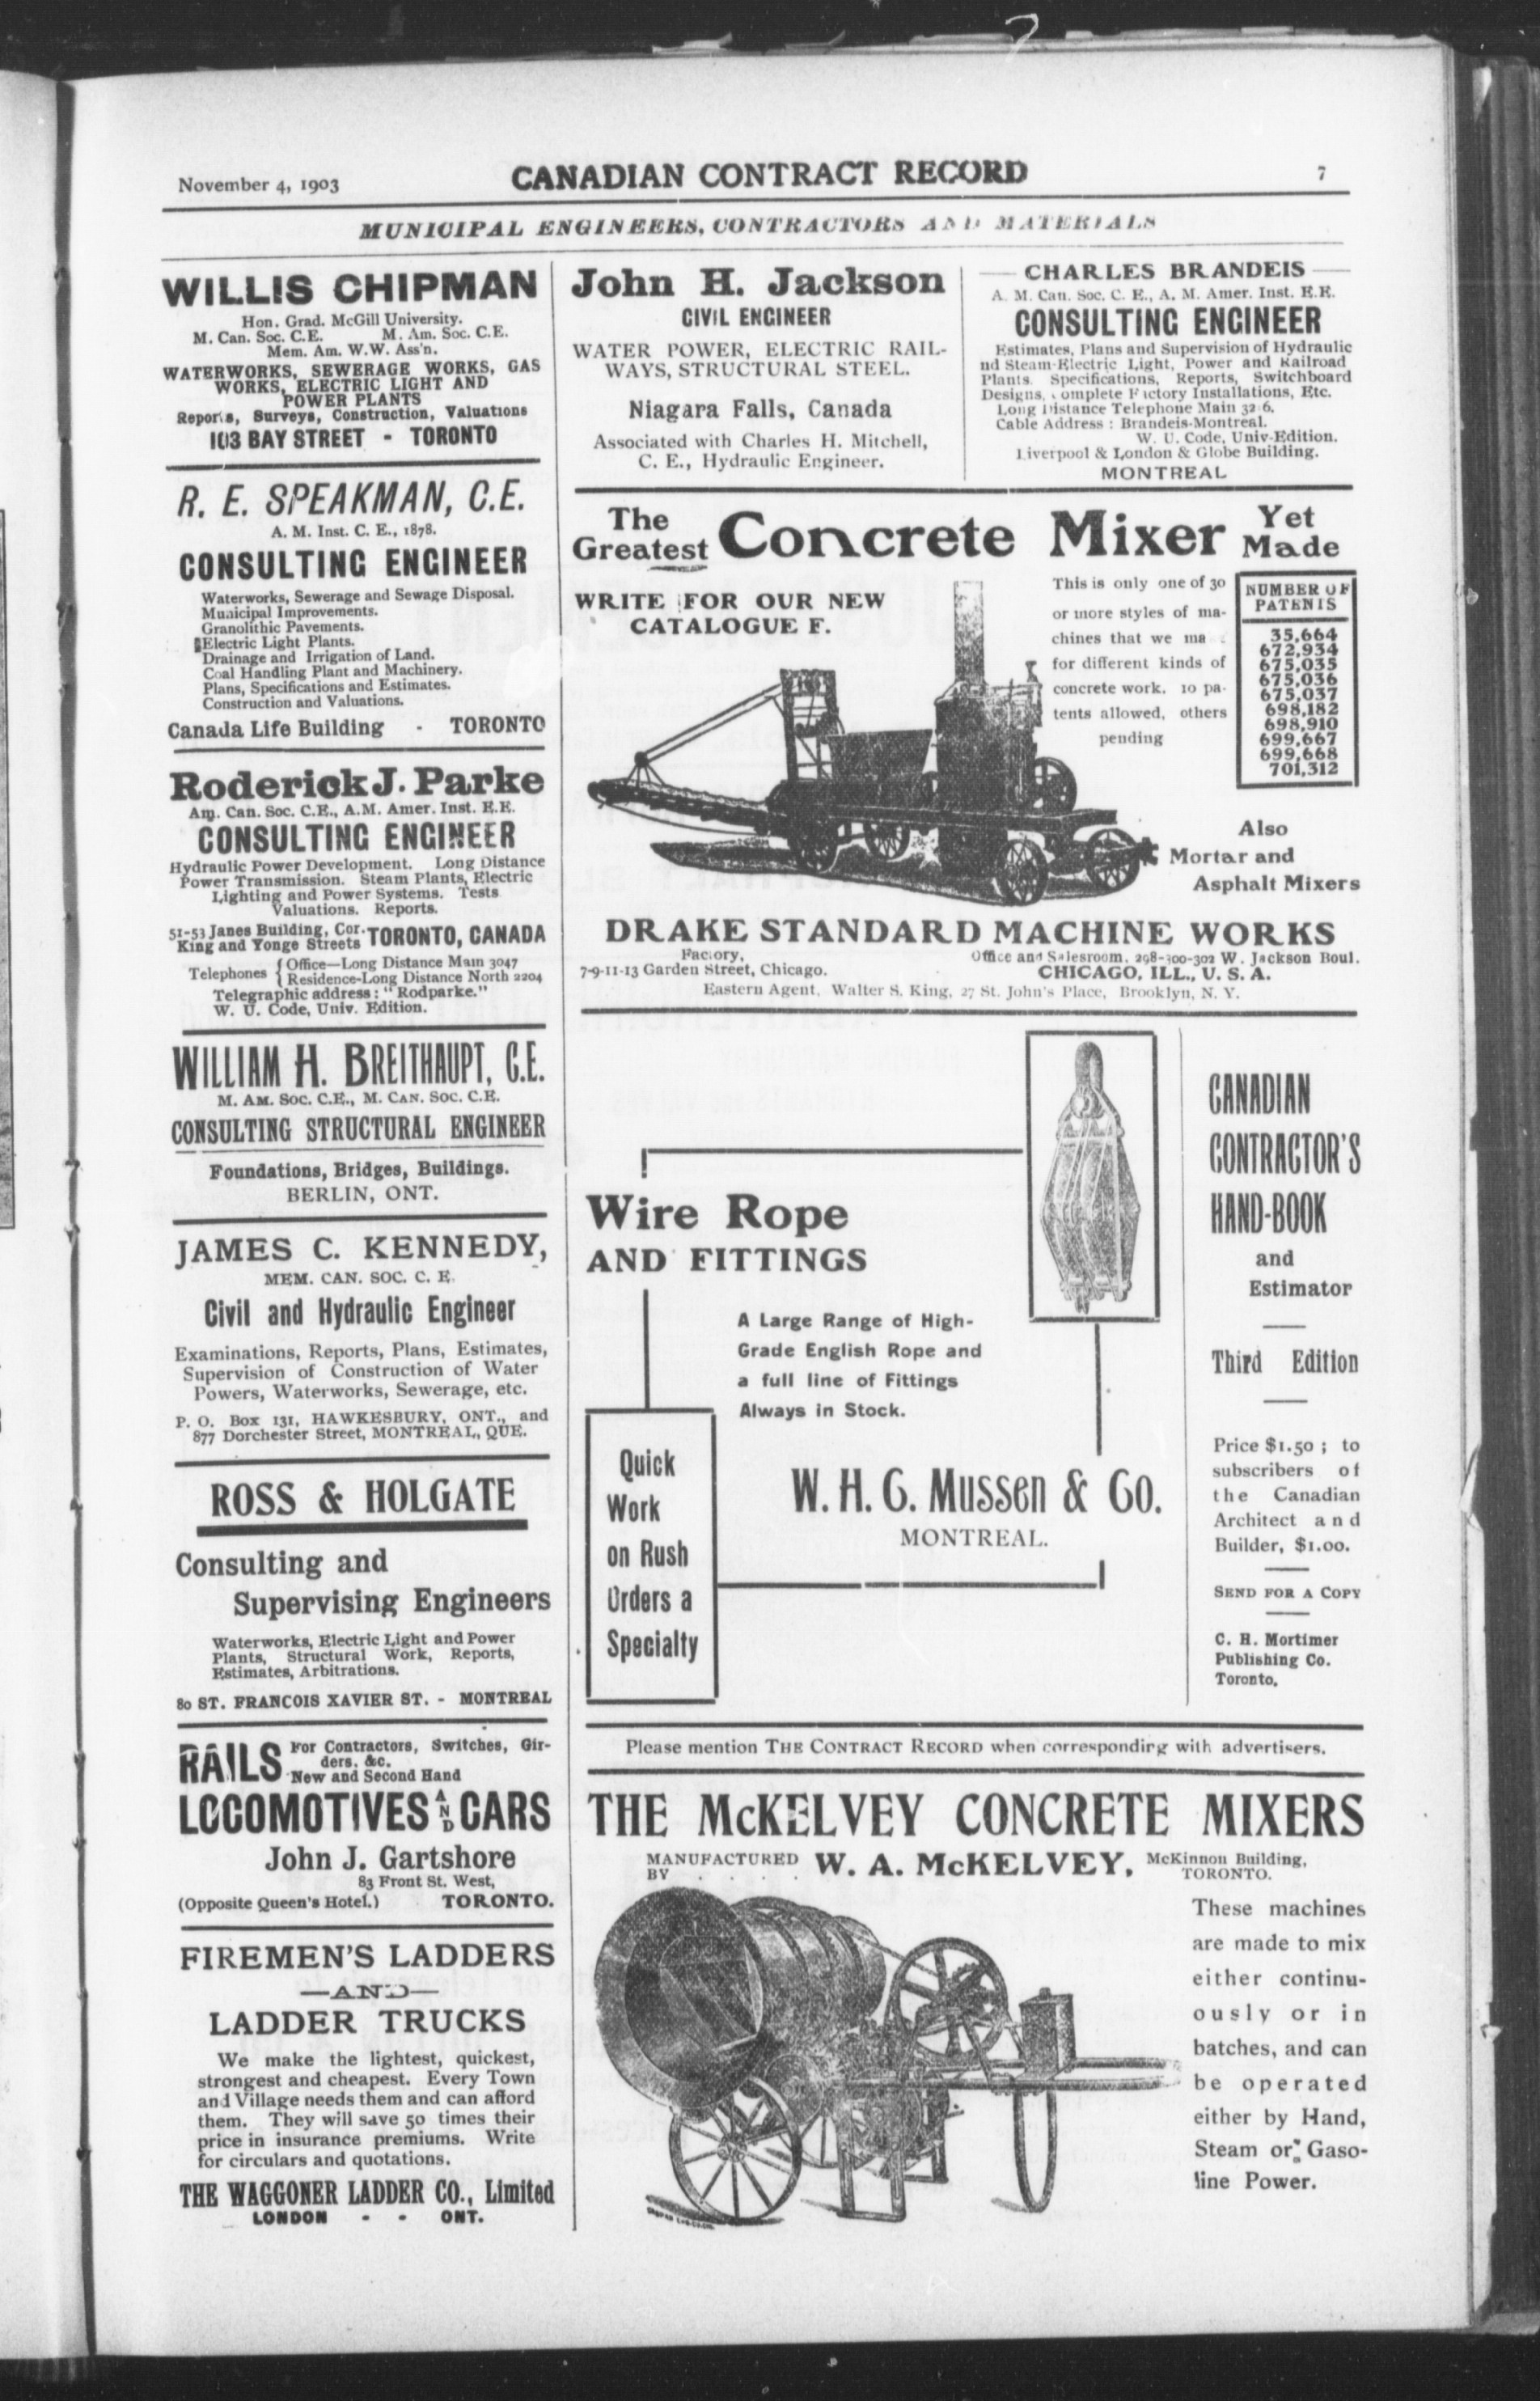 November 4, 1903 CANADIAN CONTRACT RECORD 7
MUNICIPAL ENGINEERS, CONTRACTORS AND MATERIALS
WILLIS CHIPMAN
Hon. Grad. McGill University.
M. Can. Soc. C.E. M. Am. Soc. C.E.
Mem. Am. W.W. Ass'n.
WATERWORKS, SEWERAGE WORKS, GAS
WORKS, ELECTRIC LIGHT AND
POWER PLANTS
Reports, Surveys, Construction, Valuations
103 BAY STREET - TORONTO
R. E. SPEAKMAN, C.E.
A. M. Inst. C. E., 1878.
CONSULTING ENGINEER
Waterworks, Sewerage and Sewage Disposal.
Municipal Improvements.
Granolithic Pavements.
Electric Light Plants.
Drainage and Irrigation of Land.
Coal Handling Plant and Machinery.
Plans, Specifications and Estimates.
Construction and Valuations.
Canada Life Building - TORONTO
Roderick J. Parke
Am. Can. Soc. C.E., A.M. Amer. Inst. E.E.
CONSULTING ENGINEER
Hydraulic Power Development. Long Distance
Power Transmission. Steam Plants, Electric
Lighting and Power Systems. Tests
Valuations. Reports.
51-53 Janes Building, Cor.
King and Yonge Streets TORONTO, CANADA
Telephones { Office—Long Distance Main 3047
Residence-Long Distance North 2204
Telegraphic address: "Rodparke."
W. U. Code, Univ. Edition.
WILLIAM H. BREITHAUPT, C.E.
M. AM. SOC. C.E., M. CAN. SOC. C.E.
CONSULTING STRUCTURAL ENGINEER
Foundations, Bridges, Buildings.
BERLIN, ONT.
JAMES C. KENNEDY,
MEM. CAN. SOC. C. E.
Civil and Hydraulic Engineer
Examinations, Reports, Plans, Estimates,
Supervision of Construction of Water
Powers, Waterworks, Sewerage, etc.
P. O. Box 131, HAWKESBURY, ONT., and
877 Dorchester Street, MONTREAL, QUE.
ROSS & HOLGATE
Consulting and
Supervising Engineers
Waterworks, Electric Light and Power
Plants, Structural Work, Reports,
Estimates, Arbitrations.
80 ST. FRANCOIS XAVIER ST. - MONTREAL
RAILS For Contractors, Switches, Gir-
ders, &c.
New and Second Hand
LOCOMOTIVES AND CARS
John J. Gartshore
83 Front St. West,
(Opposite Queen's Hotel.) TORONTO.
FIREMEN'S LADDERS
—AND—
LADDER TRUCKS
We make the lightest, quickest,
strongest and cheapest. Every Town
and Village needs them and can afford
them. They will save 50 times their
price in insurance premiums. Write
for circulars and quotations.
THE WAGGONER LADDER CO., Limited
LONDON - - ONT.
John H. Jackson
CIVIL ENGINEER
WATER POWER, ELECTRIC RAIL-
WAYS, STRUCTURAL STEEL.
Niagara Falls, Canada
Associated with Charles H. Mitchell,
C. E., Hydraulic Engineer.
CHARLES BRANDEIS
A. M. Can. Soc. C. E., A. M. Amer. Inst. E.E.
CONSULTING ENGINEER
Estimates, Plans and Supervision of Hydraulic
nd Steam-Electric Light, Power and Railroad
Plants. Specifications, Reports, Switchboard
Designs, omplete Factory Installations, Etc.
Long Distance Telephone Main 32 6.
Cable Address : Brandeis-Montreal.
W. U. Code, Univ-Edition.
Liverpool & London & Globe Building.
MONTREAL
The
Greatest Concrete Mixer Yet
Made
WRITE FOR OUR NEW
CATALOGUE F.
This is only one of 30
or more styles of ma-
chines that we ma
for different kinds of
concrete work. 10 pa-
tents allowed, others
pending
NUMBER OF
PATENTS
35,664
672,934
675,035
675,036
675,037
698,182
698,910
699,667
699,668
701,312
Also
Mortar and
Asphalt Mixers
DRAKE STANDARD MACHINE WORKS
Factory,
7-9-11-13 Garden Street, Chicago.
Office and Salesroom, 298-300-302 W. Jackson Boul.
CHICAGO, ILL., U. S. A.
Eastern Agent, Walter S. King, 27 St. John's Place, Brooklyn, N. Y.
Wire Rope
AND FITTINGS
A Large Range of High-
Grade English Rope and
a full line of Fittings
Always in Stock.
Quick
Work
on Rush
Orders a
Specialty
W. H. C. Mussen & Co.
MONTREAL.
CANADIAN
CONTRACTOR'S
HAND-BOOK
and
Estimator
Third Edition
Price $1.50 ; to
subscribers of
the Canadian
Architect and
Builder, $1.00.
SEND FOR A COPY
C. H. Mortimer
Publishing Co.
Toronto,
Please mention THE CONTRACT RECORD when corresponding with advertisers.
THE McKELVEY CONCRETE MIXERS
MANUFACTURED
BY . . . . W. A. McKELVEY, McKinnon Building,
TORONTO.
These machines
are made to mix
either continu-
ously or in
batches, and can
be operated
either by Hand,
Steam or Gaso-
line Power.